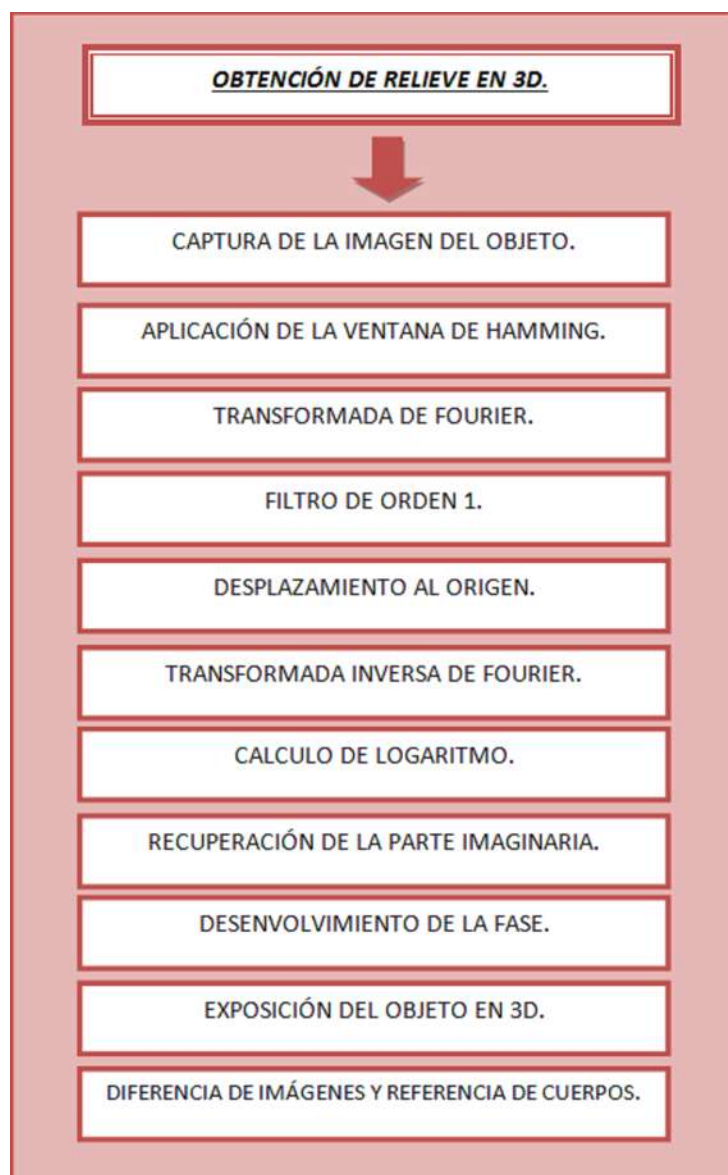 OBTENCIÓN DE RELIEVE EN 3D.
CAPTURA DE LA IMAGEN DEL OBJETO.
APLICACIÓN DE LA VENTANA DE HAMMING.
TRANSFORMADA DE FOURIER.
FILTRO DE ORDEN 1.
DESPLAZAMIENTO AL ORIGEN.
TRANSFORMADA INVERSA DE FOURIER.
CALCULO DE LOGARITMO.
RECUPERACIÓN DE LA PARTE IMAGINARIA.
DESENVOLVIMIENTO DE LA FASE.
EXPOSICIÓN DEL OBJETO EN 3D.
DIFERENCIA DE IMÁGENES Y REFERENCIA DE CUERPOS.